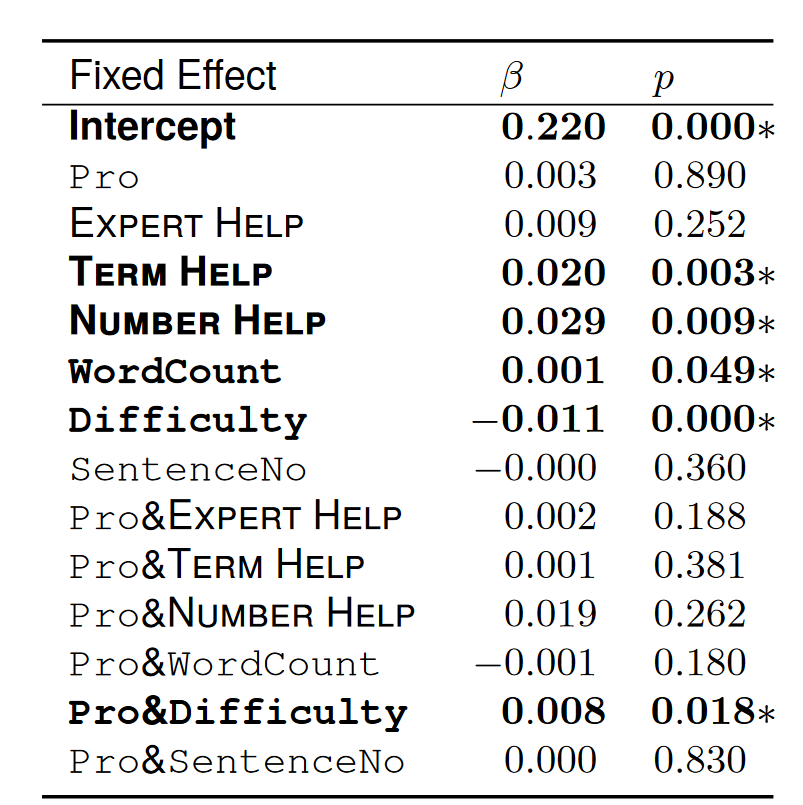 Fixed Effect β p
Intercept 0.220 0.000*
Pro 0.003 0.890
EXPERT HELP 0.009 0.252
TERM HELP 0.020 0.003*
NUMBER HELP 0.029 0.009*
WordCount 0.001 0.049*
Difficulty −0.011 0.000*
SentenceNo −0.000 0.360
Pro&EXPERT HELP 0.002 0.188
Pro&TERM HELP 0.001 0.381
Pro&NUMBER HELP 0.019 0.262
Pro&WordCount −0.001 0.180
Pro&Difficulty 0.008 0.018*
Pro&SentenceNo 0.000 0.830